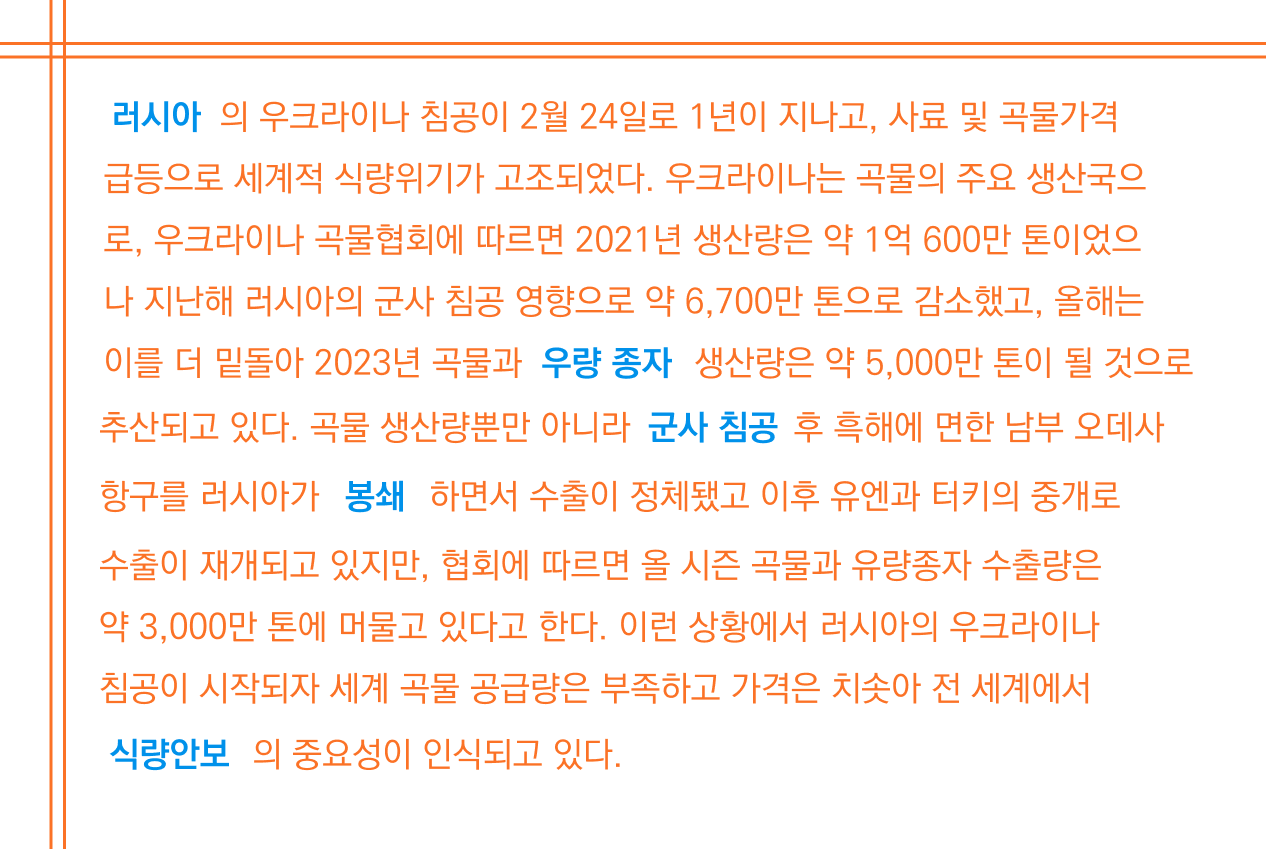 러시아 의 우크라이나 침공이 2월 24일로 1년이 지나고, 사료 및 곡물가격
급등으로 세계적 식량위기가 고조되었다. 우크라이나는 곡물의 주요 생산국으
로, 우크라이나 곡물협회에 따르면 2021년 생산량은 약 1억 600만 톤이었으
나 지난해 러시아의 군사 침공 영향으로 약 6,700만 톤으로 감소했고, 올해는
이를 더 밑돌아 2023년 곡물과 우량 종자 생산량은 약 5,000만 톤이 될 것으로
추산되고 있다. 곡물 생산량뿐만 아니라 군사 침공 후 흑해에 면한 남부 오데사
항구를 러시아가 봉쇄 하면서 수출이 정체됐고 이후 유엔과 터키의 중개로
수출이 재개되고 있지만, 협회에 따르면 올 시즌 곡물과 유량종자 수출량은
약 3,000만 톤에 머물고 있다고 한다. 이런 상황에서 러시아의 우크라이나
침공이 시작되자 세계 곡물 공급량은 부족하고 가격은 치솟아 전 세계에서
식량안보 의 중요성이 인식되고 있다.